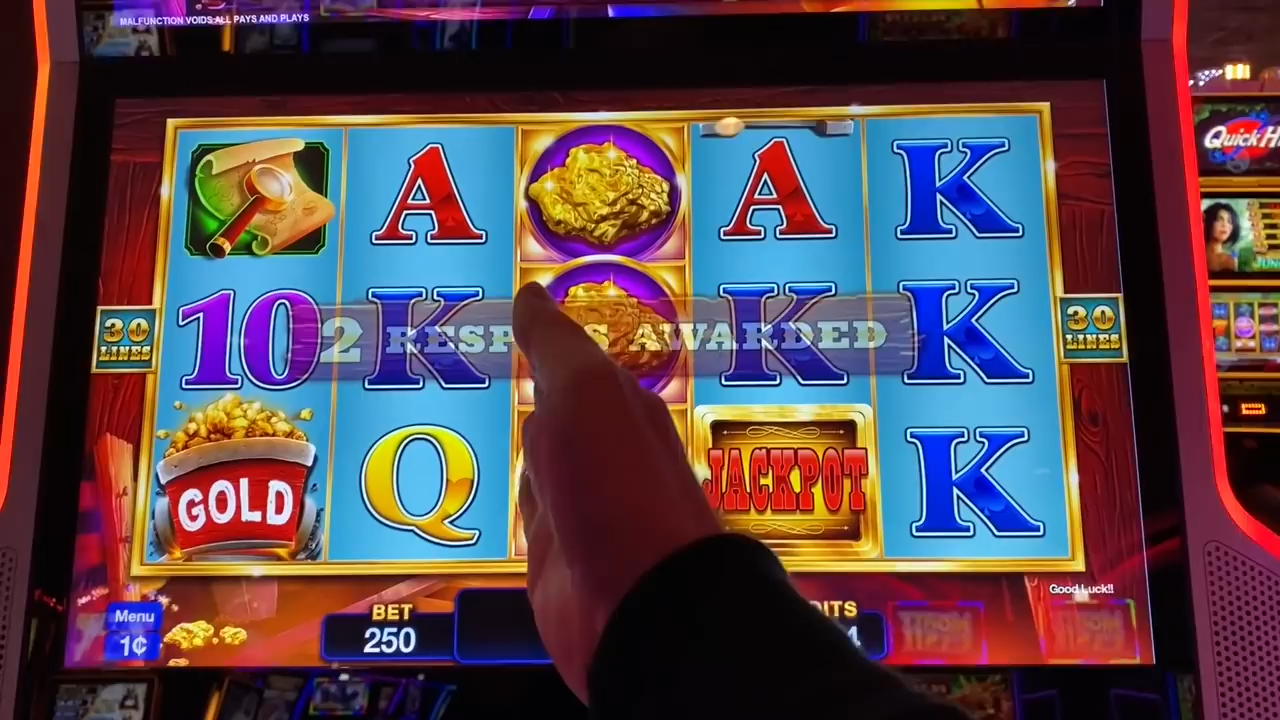 MALFUNCTION VOIDS ALL PAYS AND PLAYS
Quick
A
A
K
30
LINES
10
K
K
K
2 RESP S AWARDED
30
LINES
GOLD
Q
JACKPOT
K
Good Luck!!
Menu
1¢
BET
250